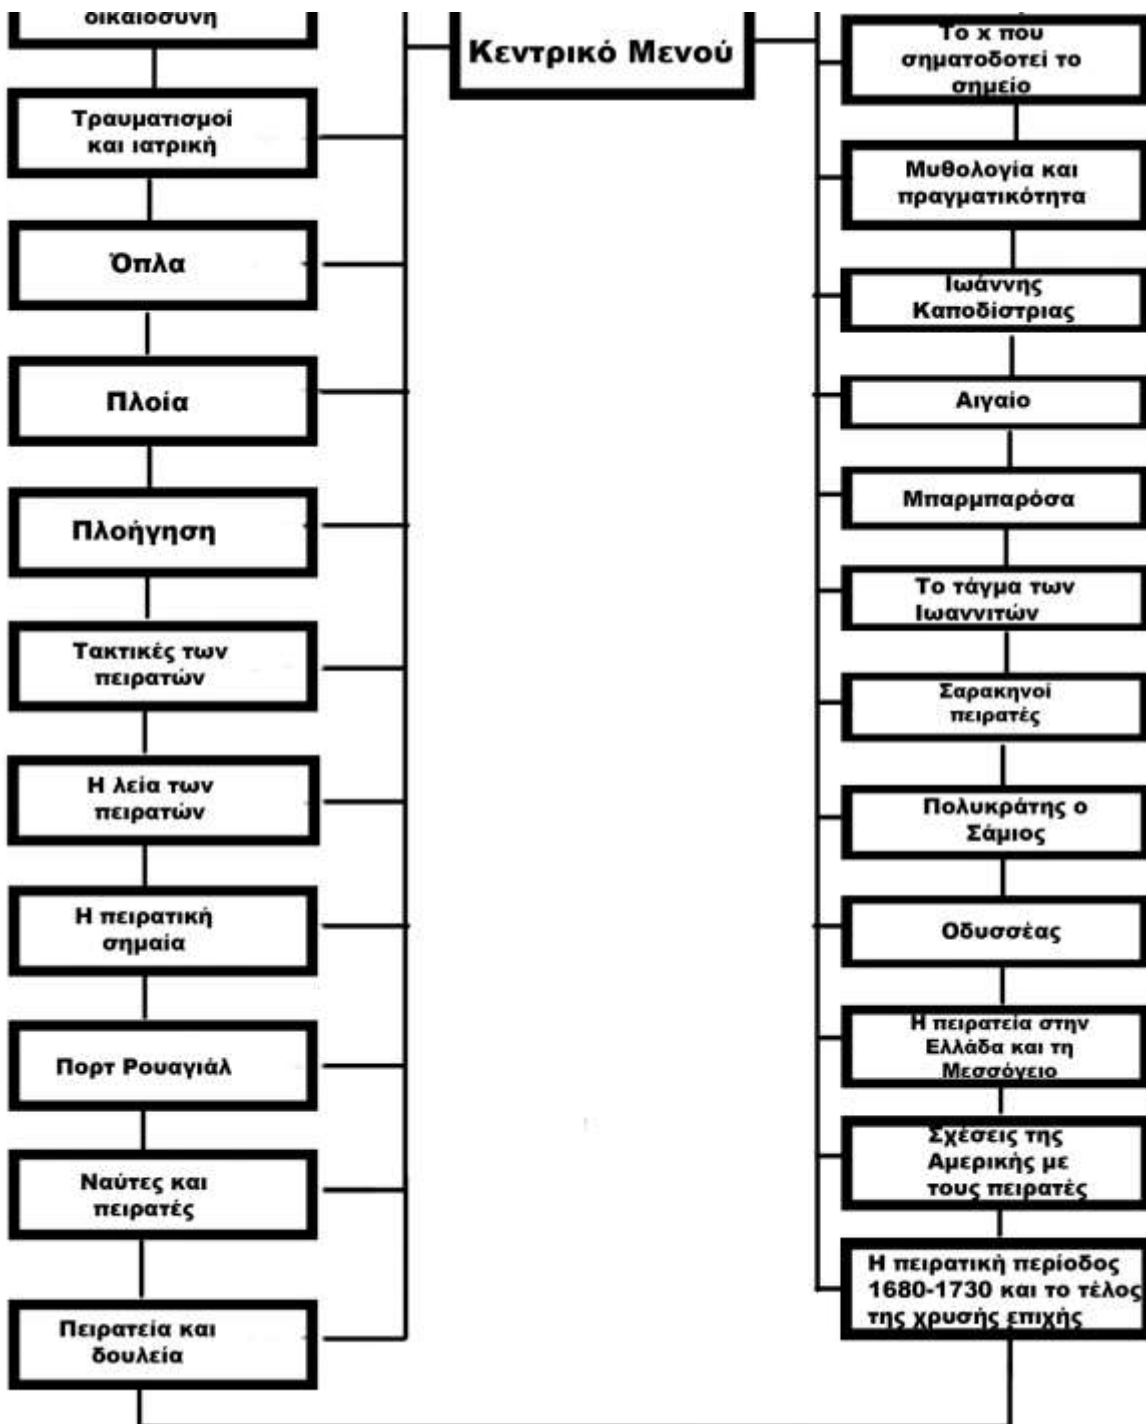 δικαιοσύνη
Τραυματισμοί
και ιατρική
Όπλα
Πλοία
Πλοήγηση
Τακτικές των
πειρατών
Η λεία των
πειρατών
Η πειρατική
σημαία
Πορτ Ρουαγιάλ
Ναύτες και
πειρατές
Πειρατεία και
δουλεία
Κεντρικό Μενού
Το x που
σηματοδοτεί το
σημείο
Μυθολογία και
πραγματικότητα
Ιωάννης
Καποδίστριας
Αιγαίο
Μπαρμπαρόσα
Το τάγμα των
Ιωαννιτών
Σαρακηνοί
πειρατές
Πολυκράτης ο
Σάμιος
Οδυσσέας
Η πειρατεία στην
Ελλάδα και τη
Μεσσόγειο
Σχέσεις της
Αμερικής με
τους πειρατές
Η πειρατική περίοδος
1680-1730 και το τέλος
της χρυσής επιχής